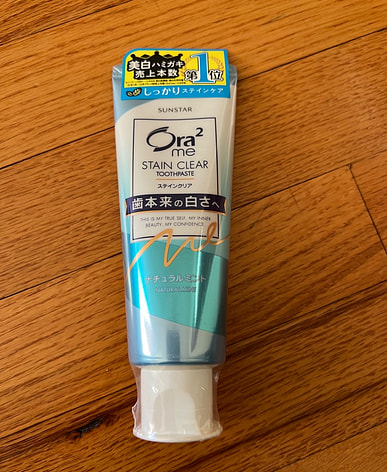 美白ハミガキ
売上本数
第1位
しっかりステインケア
SUNSTAR
Ora2
me
STAIN CLEAR
TOOTHPASTE
ステインクリア
歯本来の白さへ
THIS IS MY TRUE SELF, MY INNER
BEAUTY, MY CONFIDENCE.
me
ナチュラルミント
NATURAL MINT